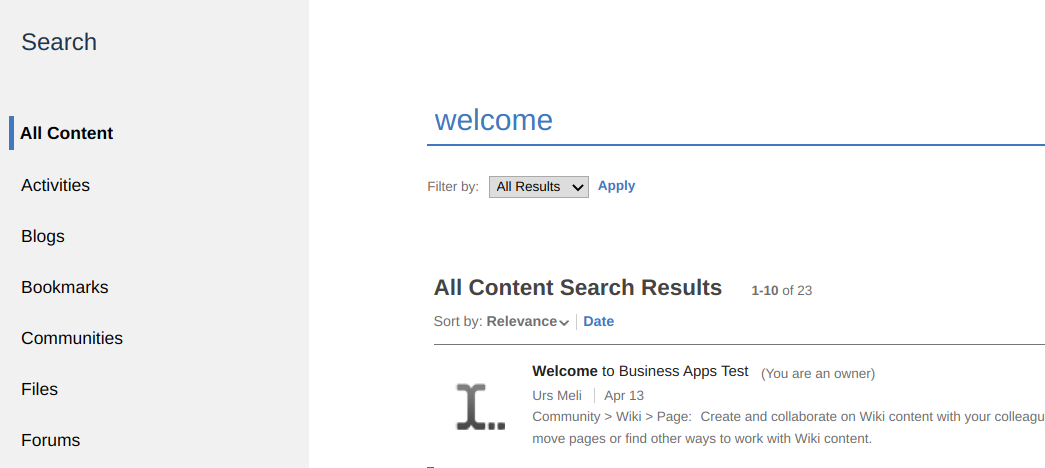 Search
All Content
Activities
Blogs
Bookmarks
Communities
Files
Forums
welcome
Filter by: All Results Apply
All Content Search Results 1-10 of 23
Sort by: Relevance Date
Welcome to Business Apps Test (You are an owner)
Urs Meli Apr 13
Community > Wiki > Page: Create and collaborate on Wiki content with your colleagu
move pages or find other ways to work with Wiki content.